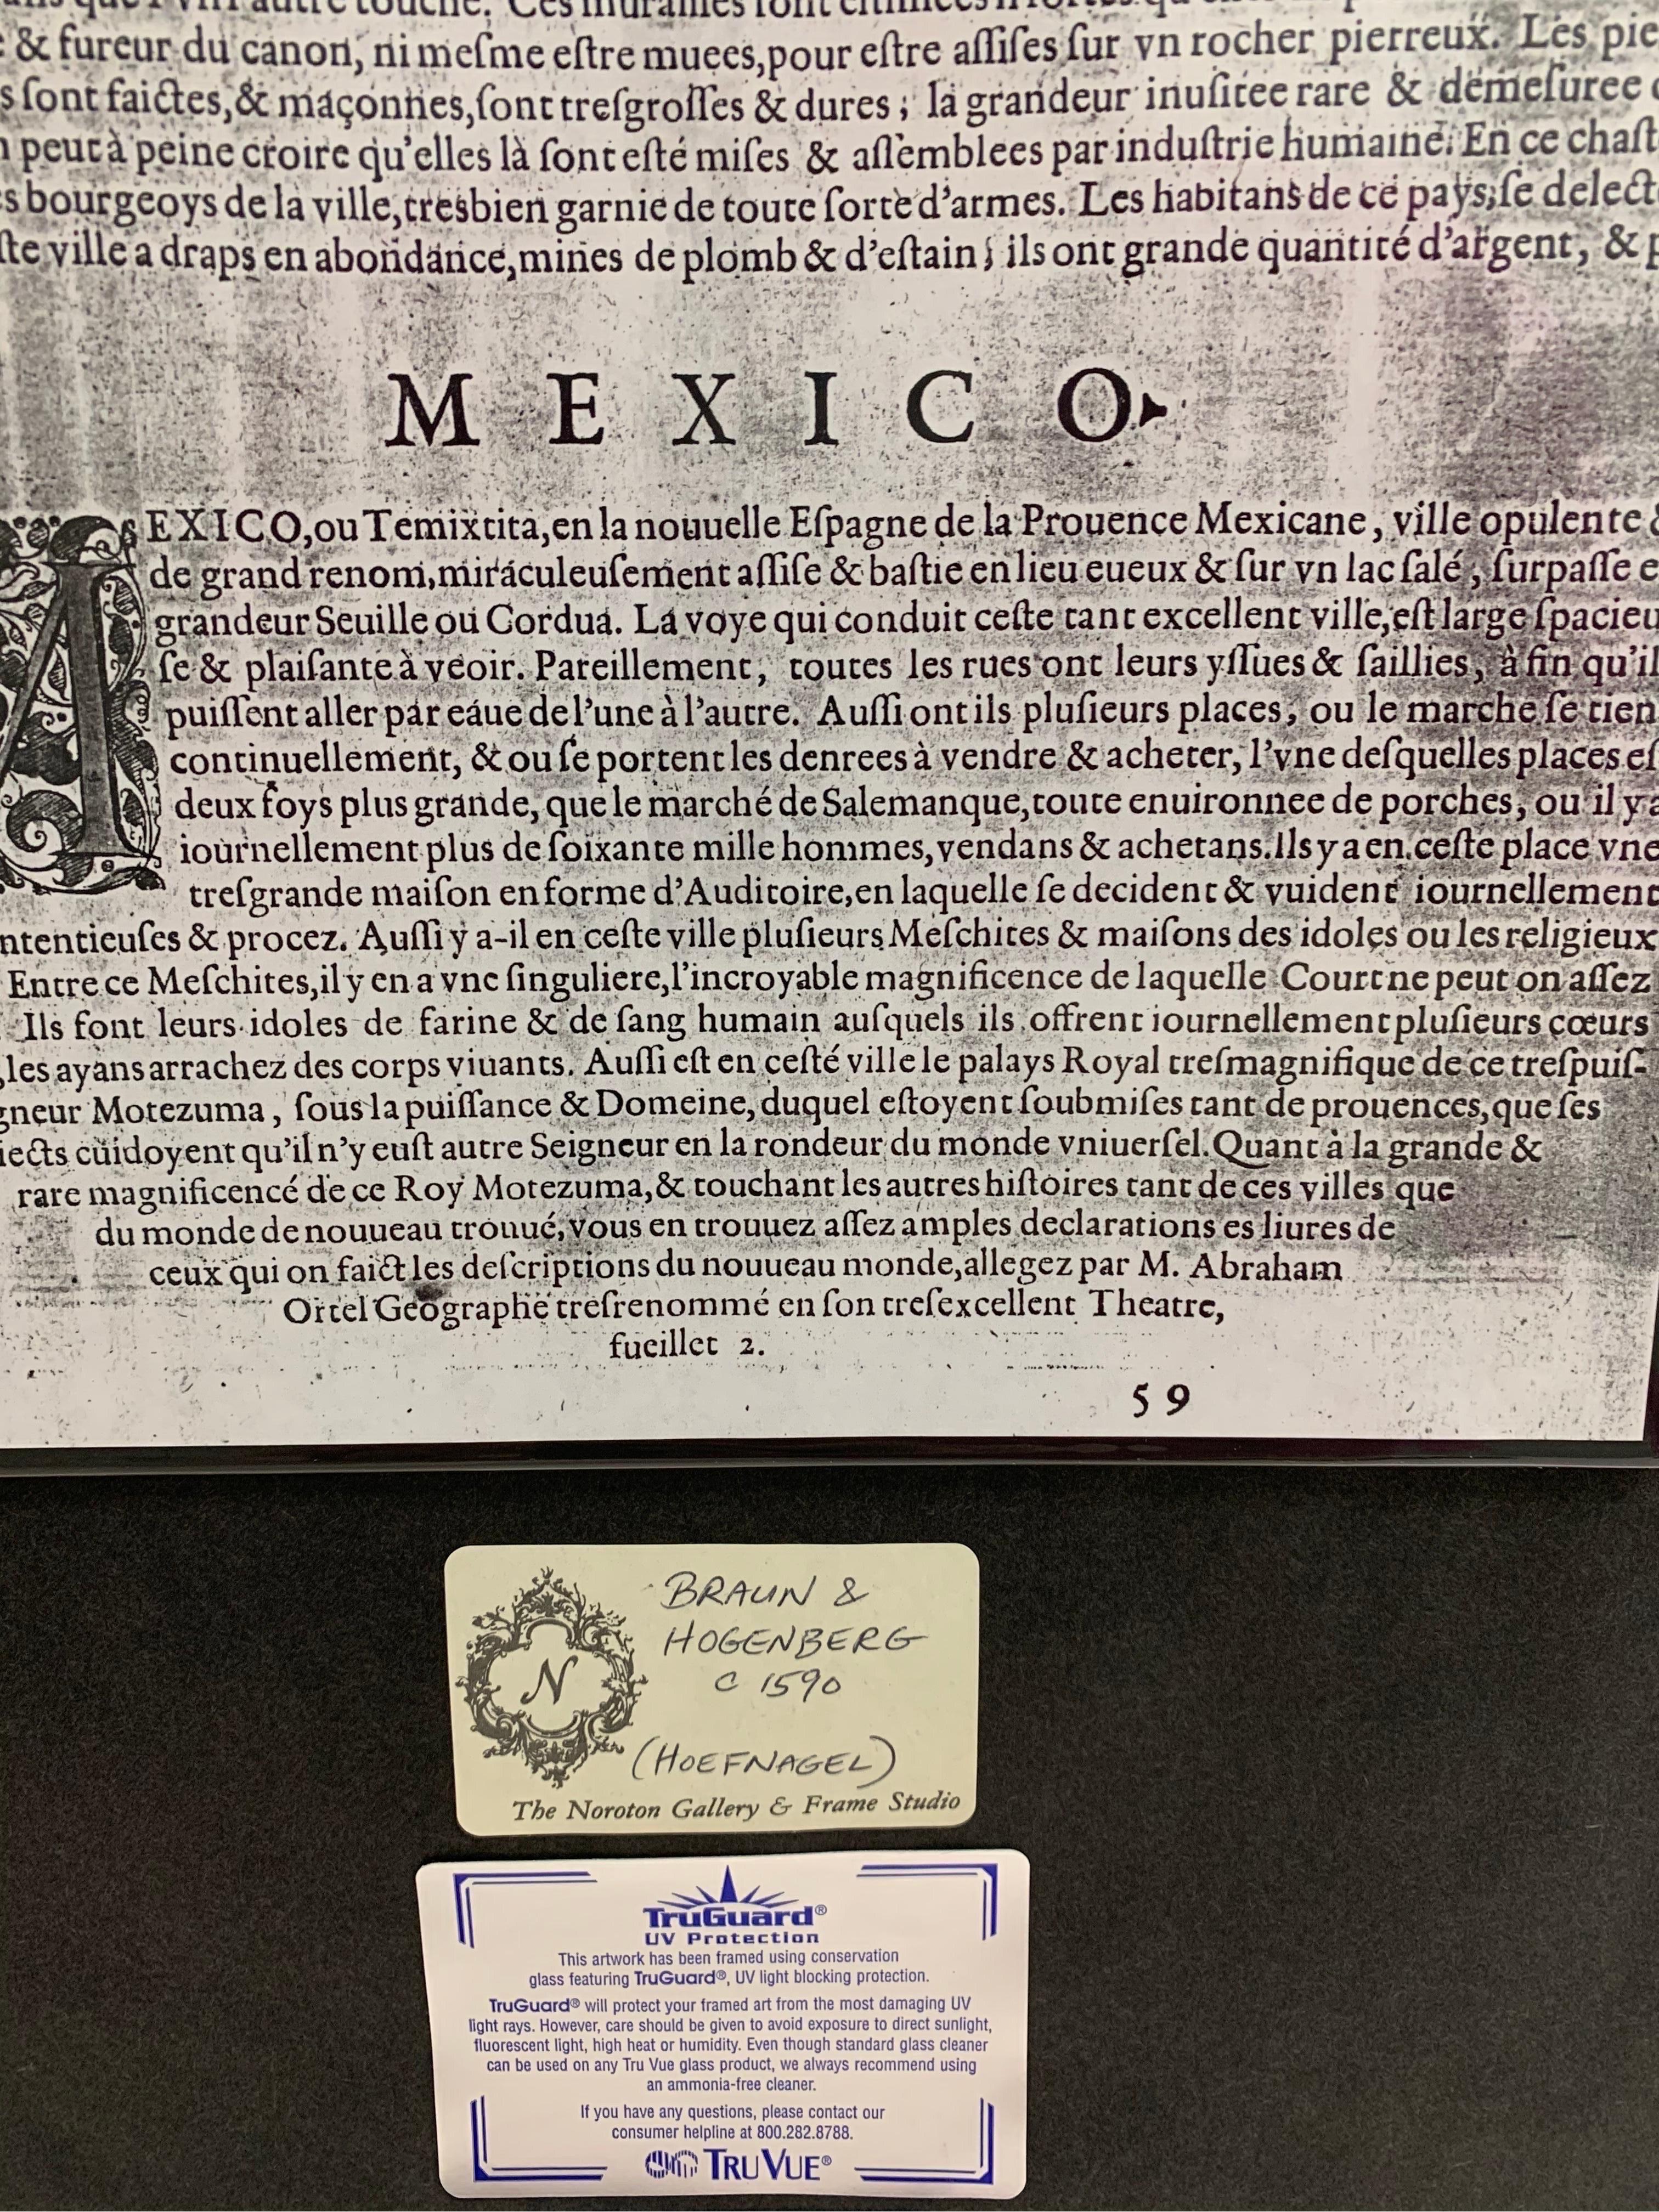 & fureur du canon, ni meſme eſtre muees, pour eſtre aſſiſes ſur vn rocher pierreux. Les pie
s ſont faictes, & maçonnes, ſont treſgroſſes & dures; la grandeur inuſitee rare & demeſuree
peut à peine croire qu'elles là ſont eſté miſes & aſſemblees par induſtrie humaine. En ce chaſt
s bourgeoys de la ville, tresbien garnie de toute ſorte d'armes. Les habitans de ce pays, ſe delect
ſte ville a draps en abondance, mines de plomb & d'eſtain; ils ont grande quantité d'argent, & p
MEXICO
A EXICO, ou Temixtita, en la nouuelle Eſpagne de la Prouence Mexicane, ville opulente &
de grand renom, miraculeuſement aſſiſe & baſtie en lieu eueux & ſur vn lac ſalé, ſurpaſſe e
grandeur Seuille ou Cordua. La voye qui conduit ceſte tant excellent ville, eſt large ſpacieu
ſe & plaiſante à veoir. Pareillement, toutes les rues ont leurs yſſues & ſaillies, à fin qu'il
puiſſent aller par eaue de l'une à l'autre. Auſſi ont ils pluſieurs places, ou le marche ſe tien
continuellement, & ou ſe portent les denrees à vendre & acheter, l'vne deſquelles places eſ
deux foys plus grande, que le marché de Salemanque, toute enuironnee de porches, ou il y a
iournellement plus de ſoixante mille hommes, vendans & achetans. Ils y a en ceſte place vne
treſgrande maiſon en forme d'Auditoire, en laquelle ſe decident & vuident iournellement
ntentieuſes & procez. Auſſi y a-il en ceſte ville pluſieurs Meſchites & maiſons des idoles ou les religieux
Entre ce Meſchites, il y en a vne ſinguliere, l'incroyable magnificence de laquelle Court ne peut on aſſez
Ils font leurs idoles de farine & de ſang humain auſquels ils offrent iournellement pluſieurs cœurs
, les ayans arrachez des corps viuants. Auſſi eſt en ceſté ville le palays Royal treſmagnifique de ce treſpuiſ-
gneur Motezuma, ſous la puiſſance & Domeine, duquel eſtoyent ſoubmiſes tant de prouences, que ſes
iects cuidoyent qu'il n'y euſt autre Seigneur en la rondeur du monde vniuerſel. Quant à la grande &
rare magnificencé de ce Roy Motezuma, & touchant les autres hiſtoires tant de ces villes que
du monde de nouueau trouué, vous en trouuez aſſez amples declarations es liures de
ceux qui on faict les deſcriptions du nouueau monde, allegez par M. Abraham
Ortel Geographe treſrenommé en ſon treſexcellent Theatre,
fueillet 2.
59
BRAUN &
HOGENBERG
C 1590
N
(HOEFNAGEL)
The Noroton Gallery & Frame Studio
TruGuard®
UV Protection
This artwork has been framed using conservation
glass featuring TruGuard®, UV light blocking protection.
TruGuard® will protect your framed art from the most damaging UV
light rays. However, care should be given to avoid exposure to direct sunlight,
fluorescent light, high heat or humidity. Even though standard glass cleaner
can be used on any Tru Vue glass product, we always recommend using
an ammonia-free cleaner.
If you have any questions, please contact our
consumer helpline at 800.282.8788.
TRU VUE®